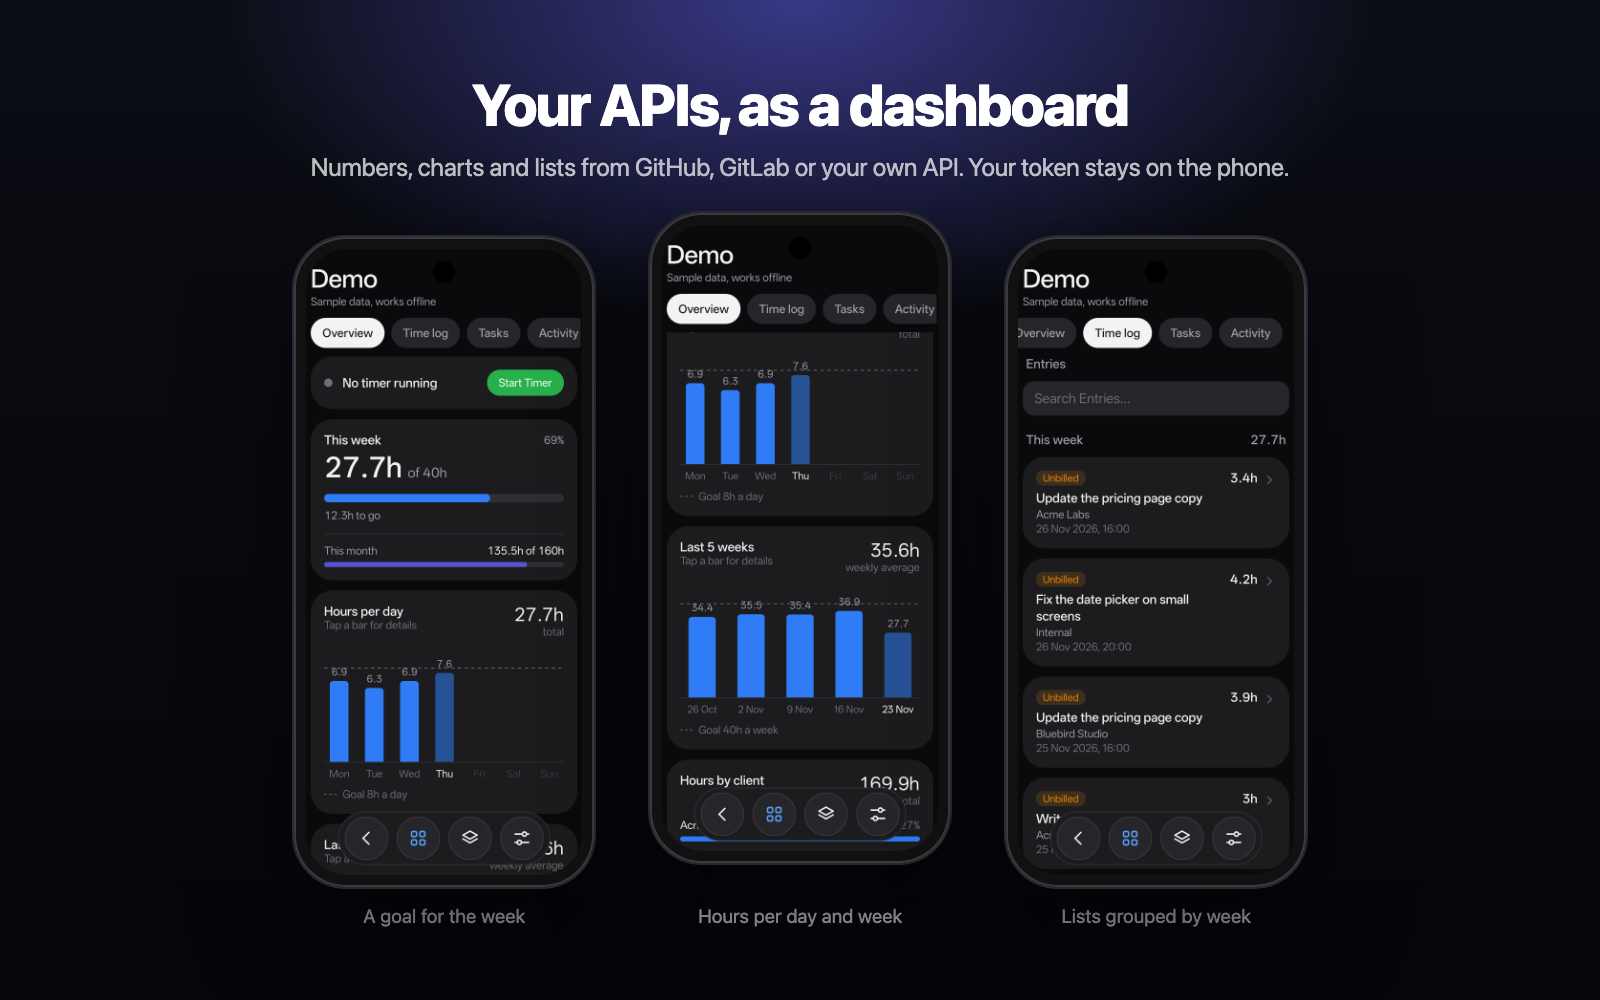 Your APIs, as a dashboard
Numbers, charts and lists from GitHub, GitLab or your own API. Your token stays on the phone.
Demo
Sample data, works offline
Overview Time log Tasks Activity
No timer running Start Timer
This week 69%
27.7h of 40h
12.3h to go
This month 135.5h of 160h
Hours per day 27.7h
Tap a bar for details total
6.9 6.3 6.9 7.6
Mon Tue Wed Thu Fri Sat Sun
--- Goal 8h a day
weekly average
A goal for the week
Demo
Sample data, works offline
Overview Time log Tasks Activity
total
6.9 6.3 6.9 7.6
Mon Tue Wed Thu Fri Sat Sun
--- Goal 8h a day
Last 5 weeks 35.6h
Tap a bar for details weekly average
34.4 35.5 35.4 36.9 27.7
26 Oct 2 Nov 9 Nov 16 Nov 23 Nov
--- Goal 40h a week
Hours by client 169.9h
27%
Hours per day and week
Demo
Sample data, works offline
Overview Time log Tasks Activity
Entries
Search Entries...
This week 27.7h
Unbilled 3.4h
Update the pricing page copy
Acme Labs
26 Nov 2026, 16:00
Unbilled 4.2h
Fix the date picker on small
screens
Internal
26 Nov 2026, 20:00
Unbilled 3.9h
Update the pricing page copy
Bluebird Studio
25 Nov 2026, 16:00
Unbilled 3h
Lists grouped by week